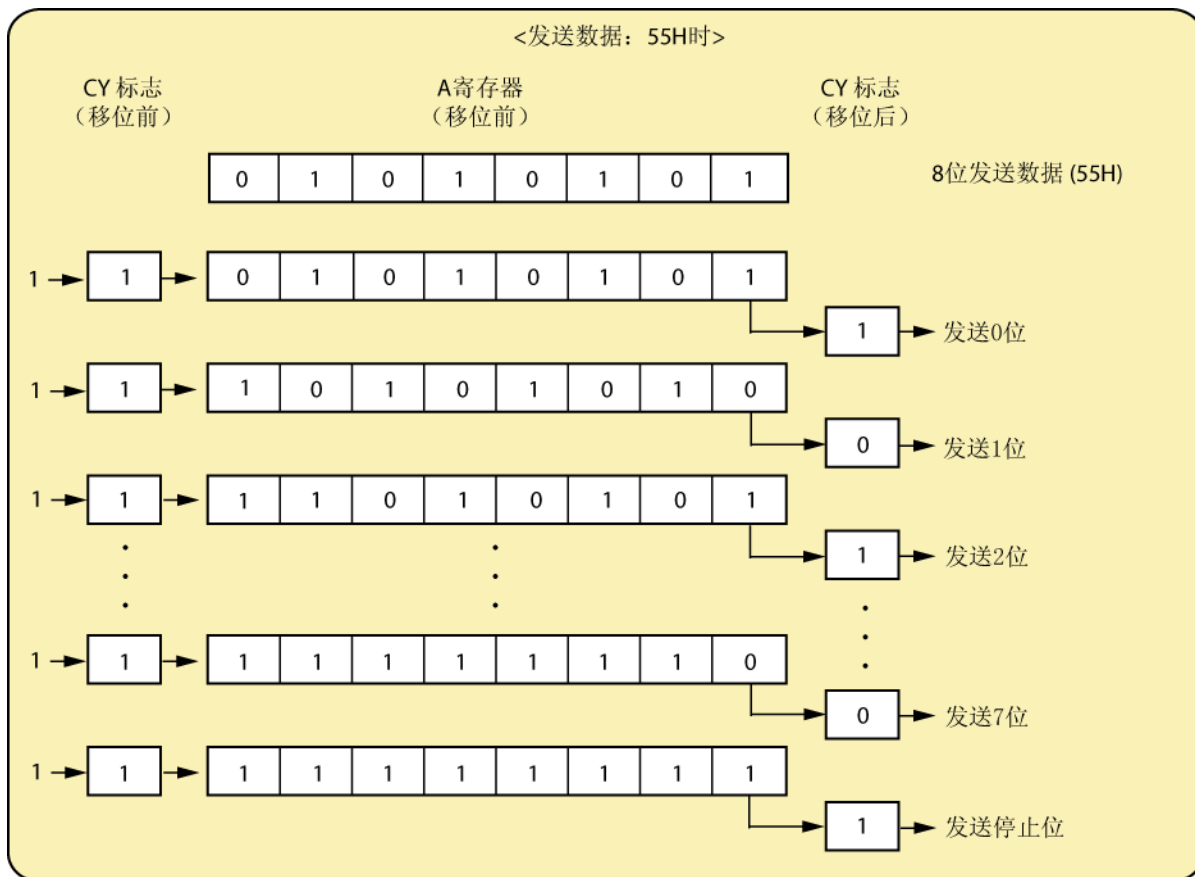 <发送数据：55H时>
CY 标志 A寄存器 CY 标志
（移位前） （移位前） （移位后）
0 1 0 1 0 1 0 1 8位发送数据 (55H)
1 1 0 1 0 1 0 1 0 1
1 发送0位
1 1 1 0 1 0 1 0 1 0
0 发送1位
1 1 1 1 0 1 0 1 0 1
1 发送2位
1 1 1 1 1 1 1 1 1 0
0 发送7位
1 1 1 1 1 1 1 1 1 1
1 发送停止位